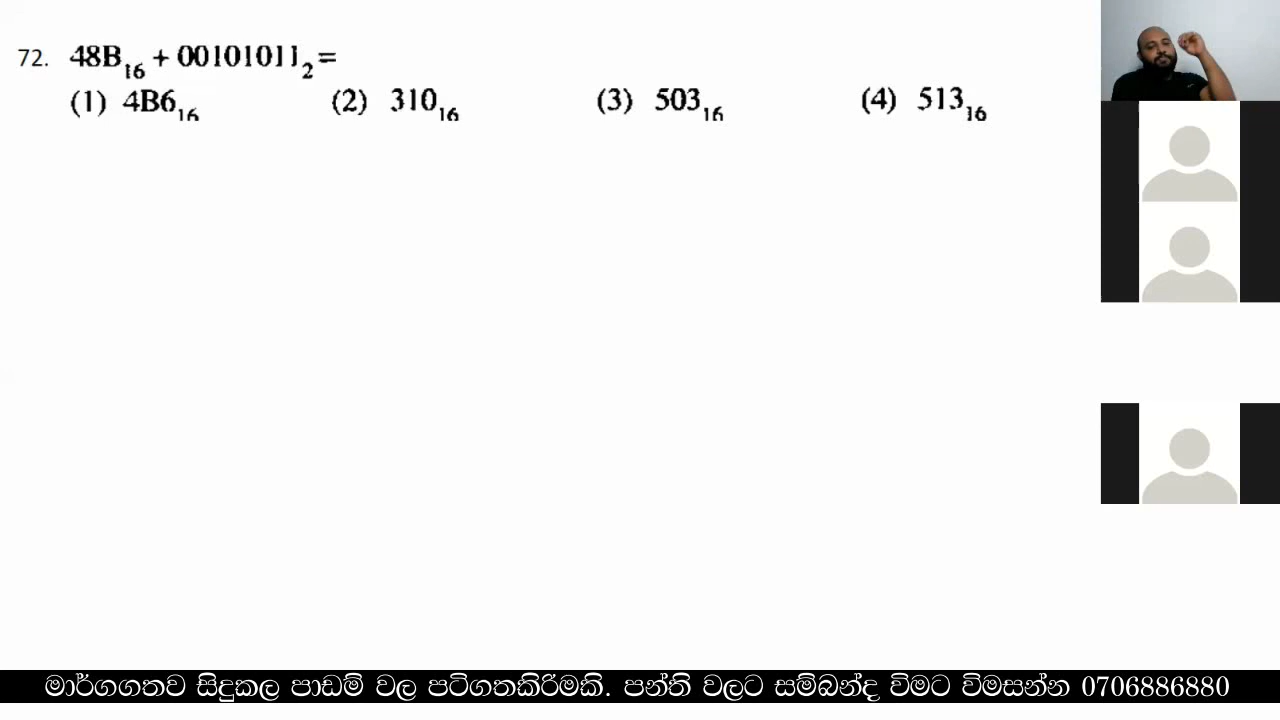 72. 48B₁₆ + 00101011₂ =
(1) 4B6₁₆ (2) 310₁₆ (3) 503₁₆ (4) 513₁₆
මාර්ගගතව සිදුකල පාඩම් වල පටිගතකිරීමකි. පන්ති වලට සම්බන්ද වීමට විමසන්න 0706886880